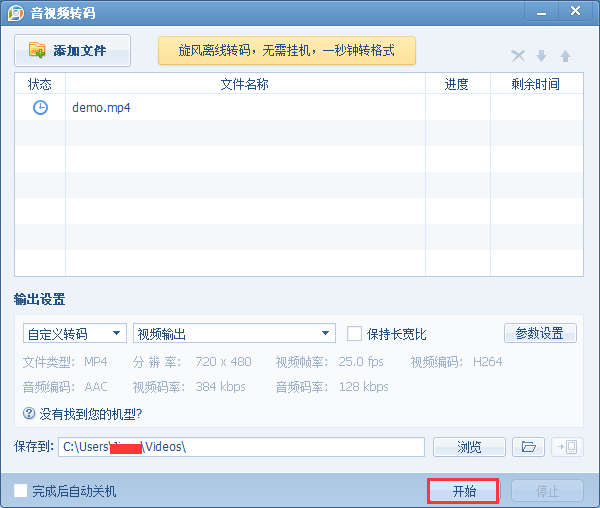 音视频转码
添加文件
旋风离线转码，无需挂机，一秒钟转格式
状态 文件名称 进度 剩余时间
demo.mp4
输出设置
自定义转码 视频输出 保持长宽比 参数设置
文件类型: MP4 分 辨 率: 720 x 480 视频帧率: 25.0 fps 视频编码: H264
音频编码: AAC 视频码率: 384 kbps 音频码率: 128 kbps
没有找到您的机型?
保存到: C:\Users\ \Videos\ 浏览
完成后自动关机 开始 停止